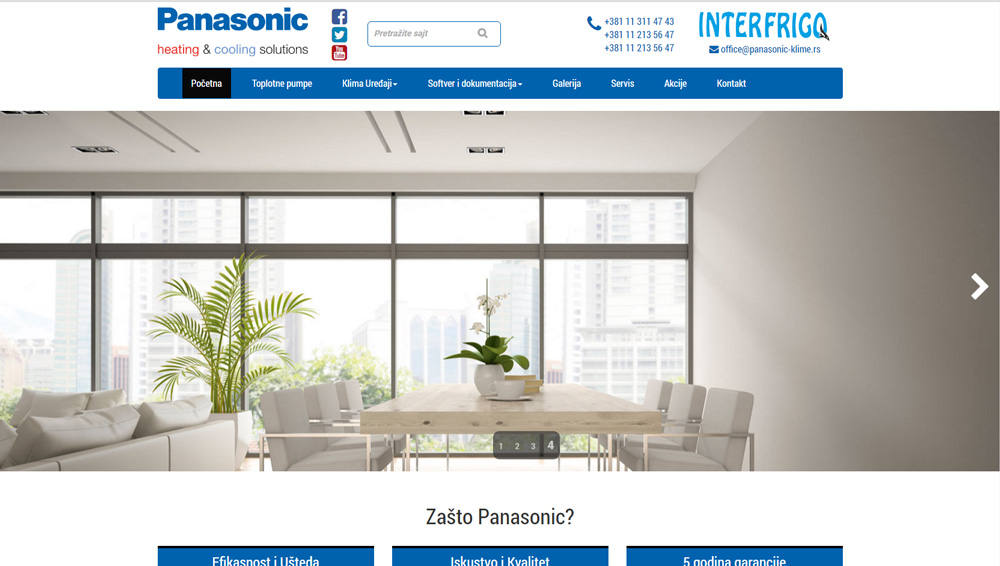 Panasonic
heating & cooling solutions
You
Tube
Pretražite sajt
+381 11 311 47 43
+381 11 213 56 47
+381 11 213 56 47
INTERFRIGO
office@panasonic-klime.rs
Početna Toplotne pumpe Klima Uređaji Softver i dokumentacija Galerija Servis Akcije Kontakt
1 2 3 4
Zašto Panasonic?
Efikasnost i Ušteda Iskustvo i Kvalitet 5 godina garancije